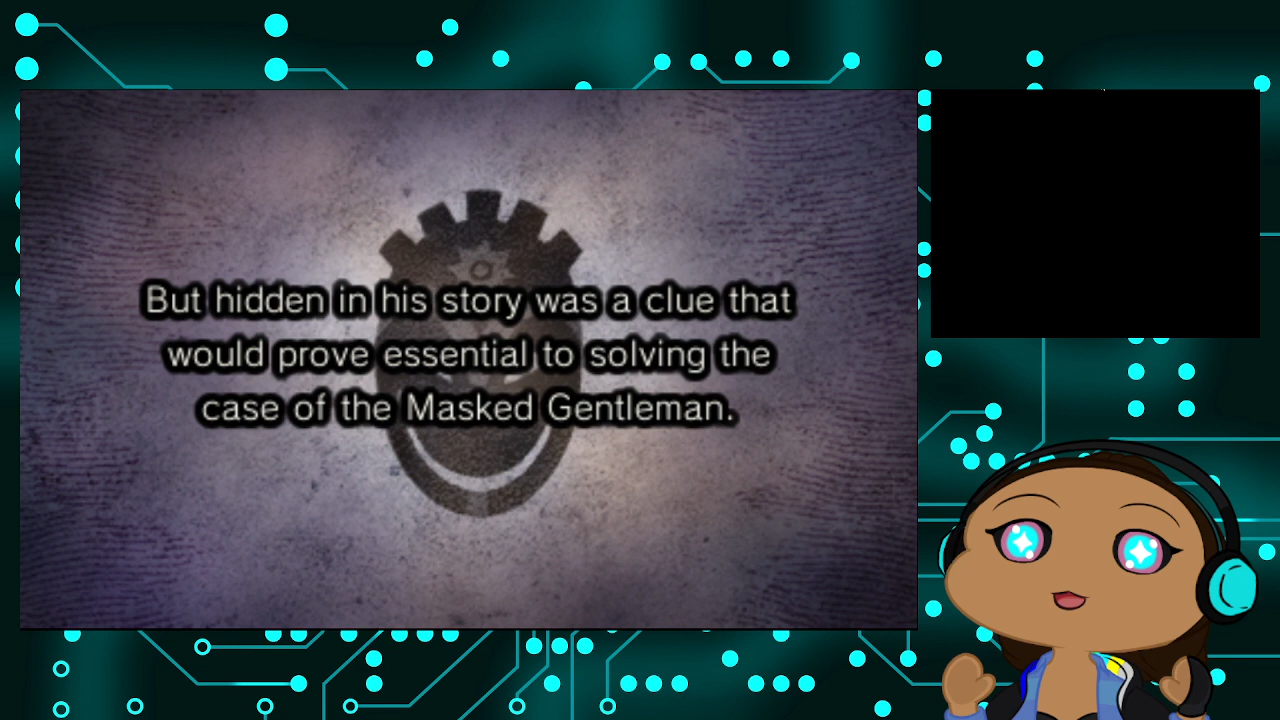 But hidden in his story was a clue that
would prove essential to solving the
case of the Masked Gentleman.